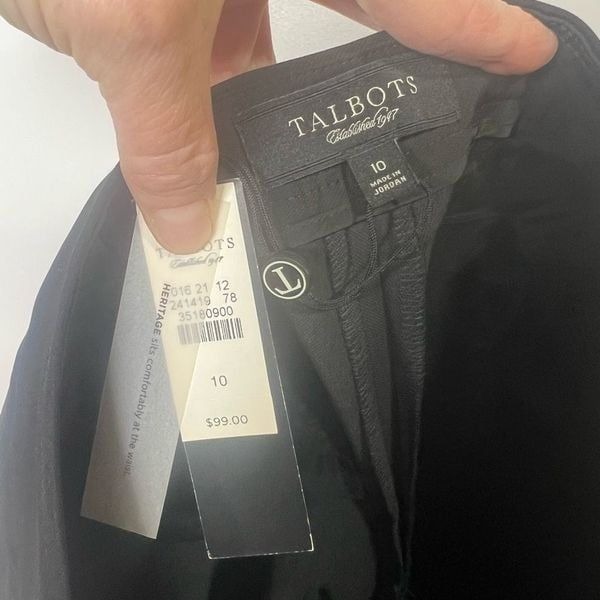 TALBOTS
Established 1947
10
MADE IN
JORDAN
TALBOTS
Established 1947
T
016 21 12
241419 78
35180900
10
$99.00
HERITAGE sits comfortably at the waist.